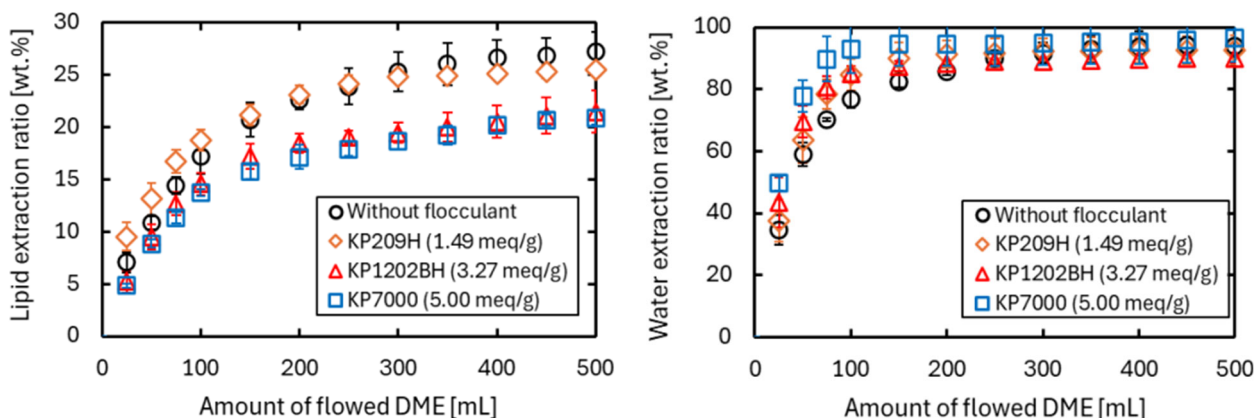 Lipid extraction ratio [wt.%]
30
25
20
15
10
5
0
Without flocculant
KP209H (1.49 meq/g)
KP1202BH (3.27 meq/g)
KP7000 (5.00 meq/g)
0 100 200 300 400 500
Amount of flowed DME [mL]
Water extraction ratio [wt.%]
100
80
60
40
20
0
Without flocculant
KP209H (1.49 meq/g)
KP1202BH (3.27 meq/g)
KP7000 (5.00 meq/g)
0 100 200 300 400 500
Amount of flowed DME [mL]